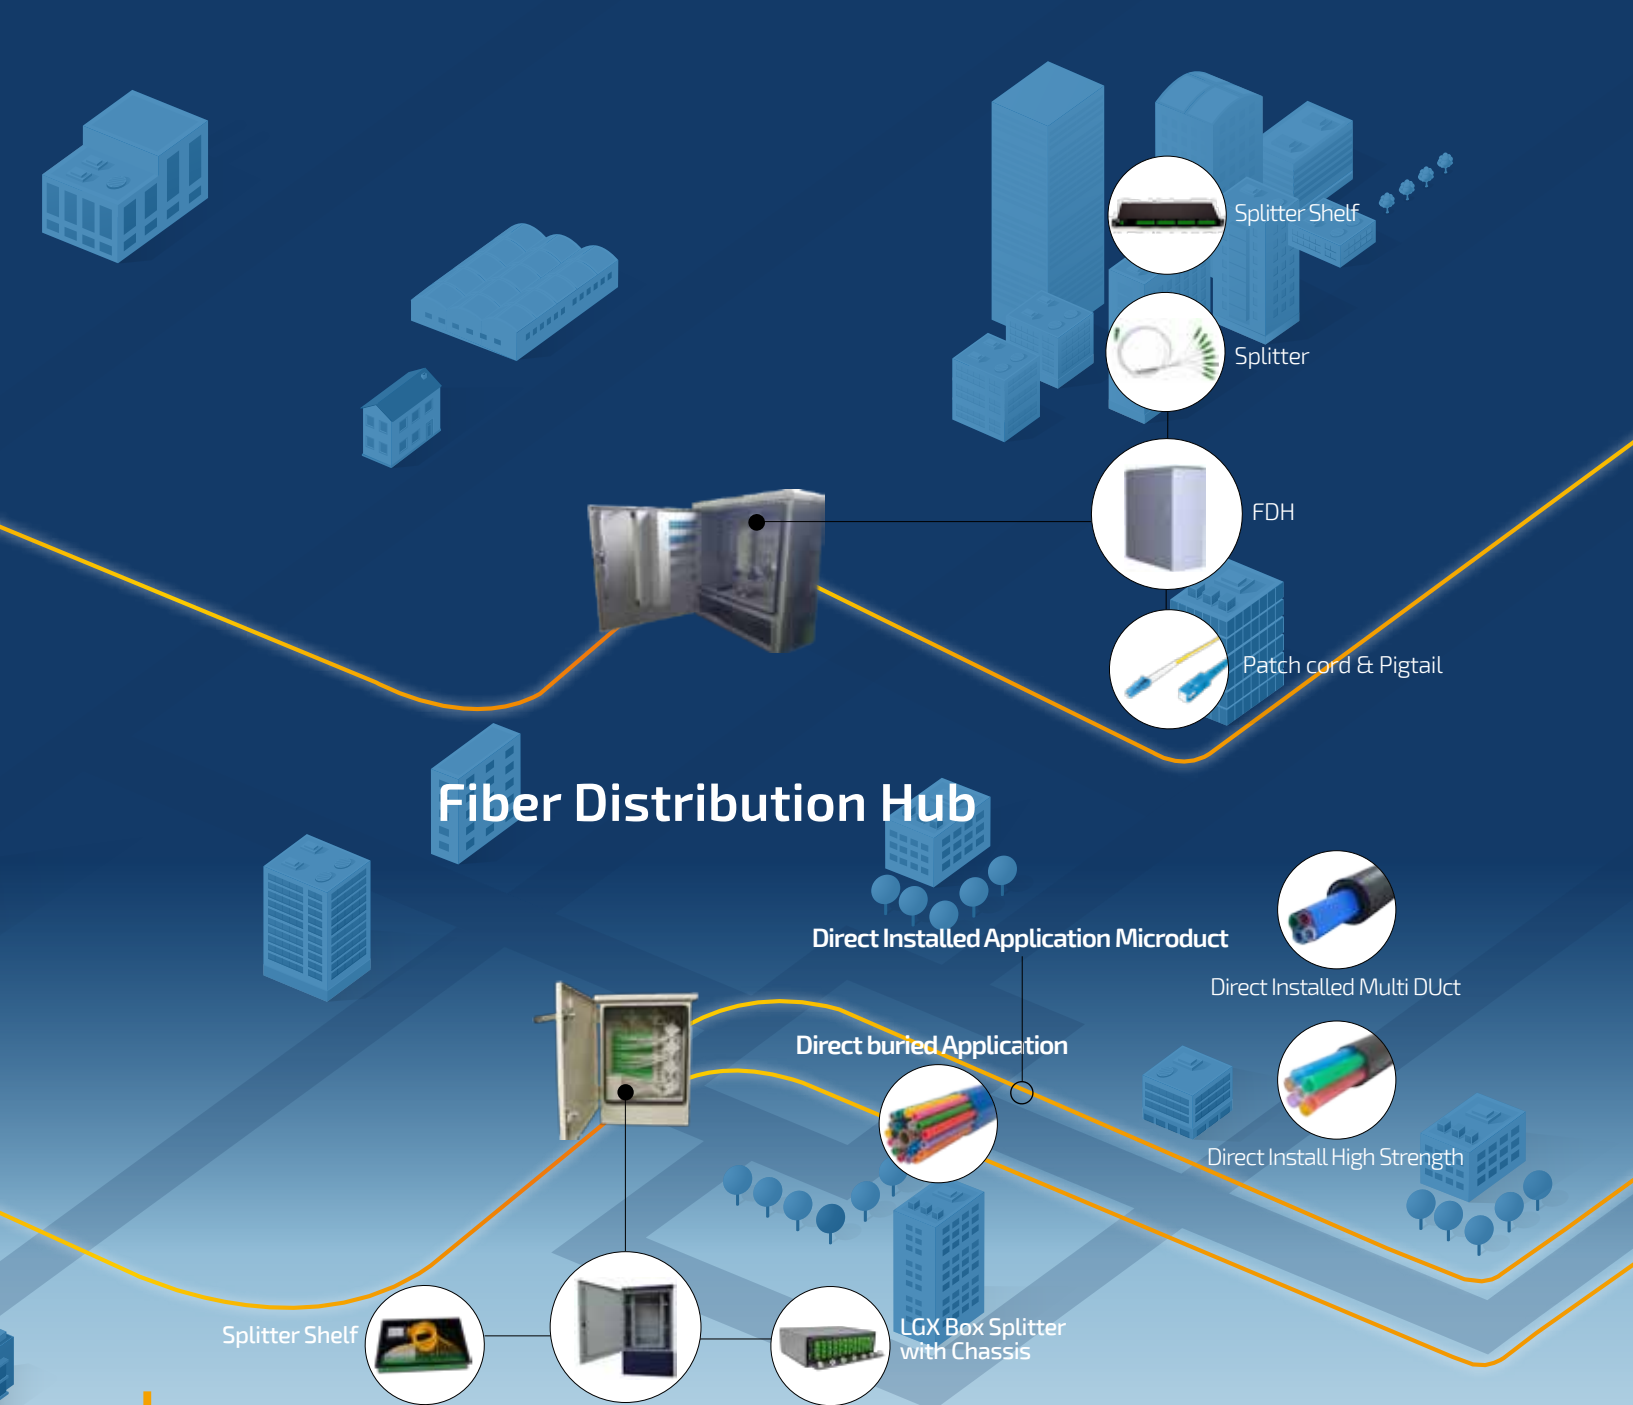 Splitter Shelf
Splitter
FDH
Patch cord & Pigtail
Fiber Distribution Hub
Direct Installed Application Microduct
Direct Installed Multi DUct
Direct buried Application
Direct Install High Strength
Splitter Shelf
LGX Box Splitter
with Chassis